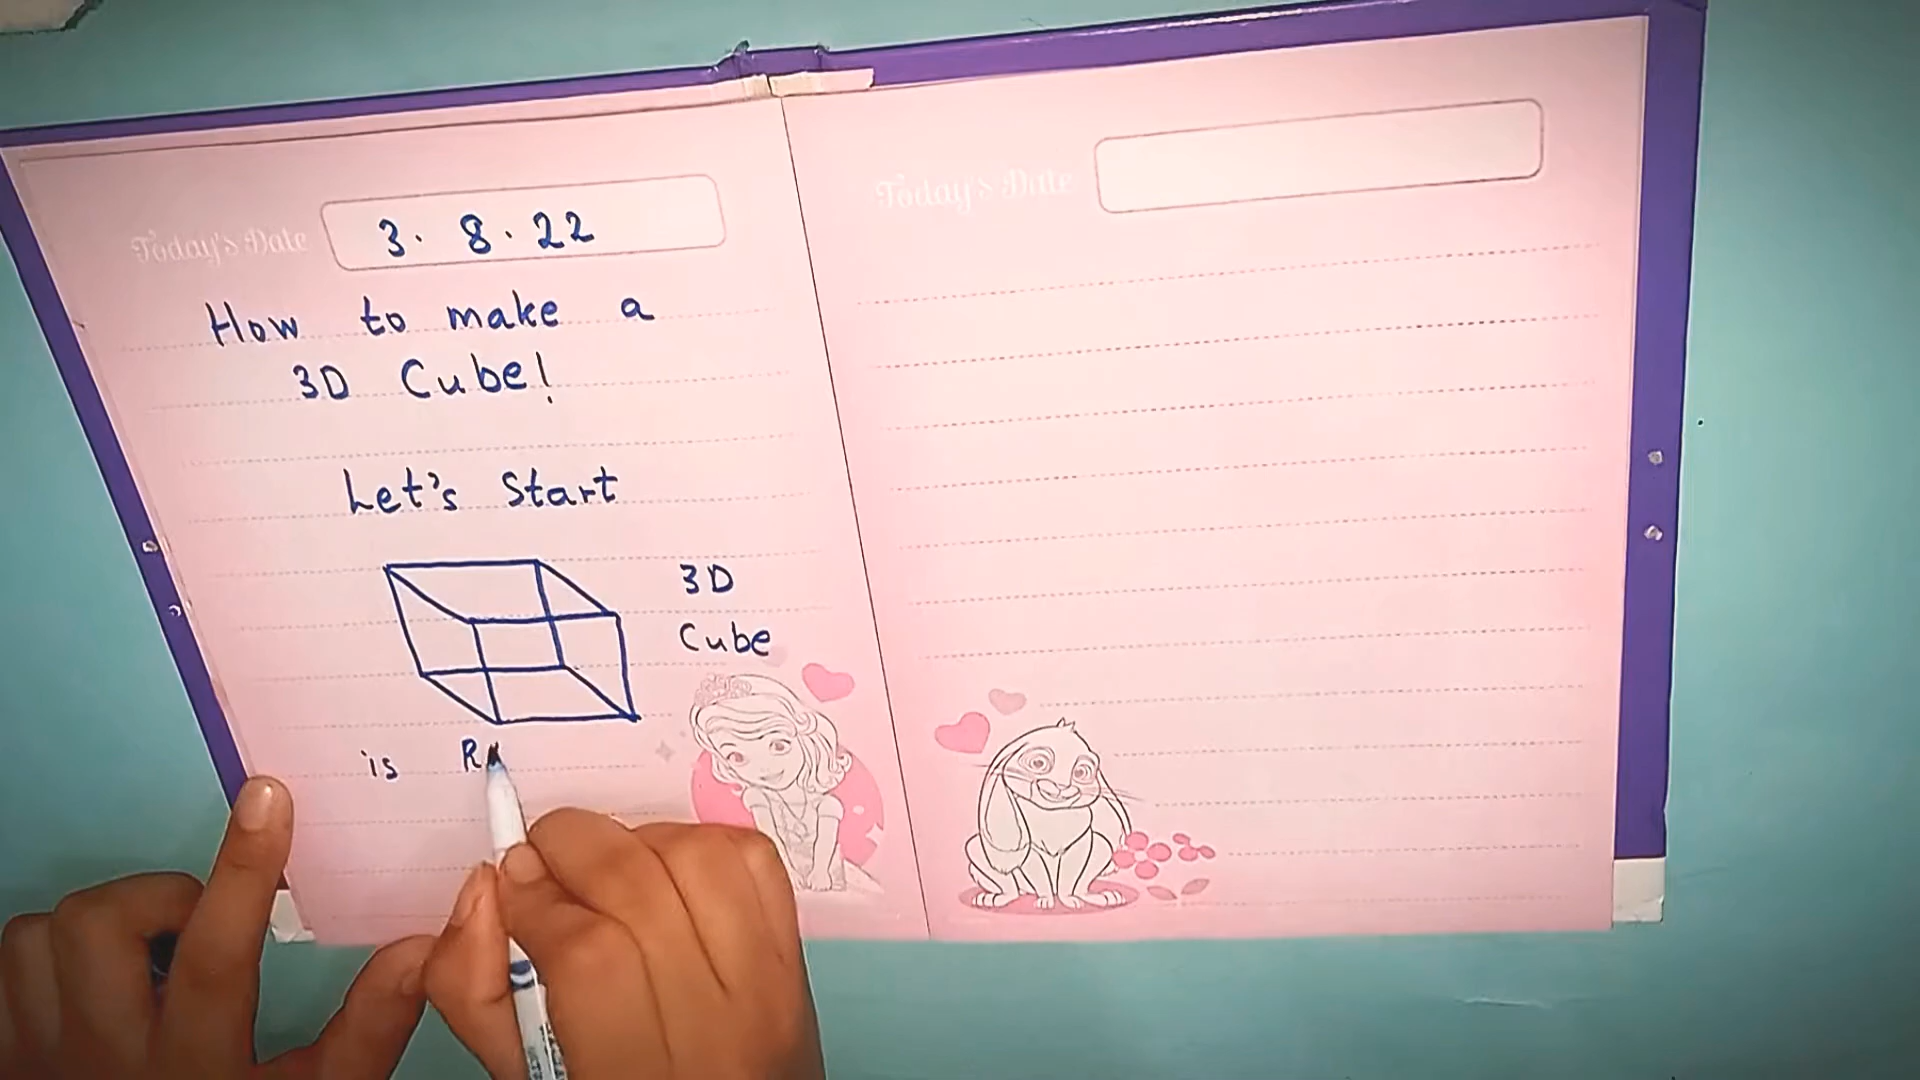 Today's Date 3. 8. 22
How to make a
3D Cube!
Let's Start
3D
Cube
is R
Today's Date